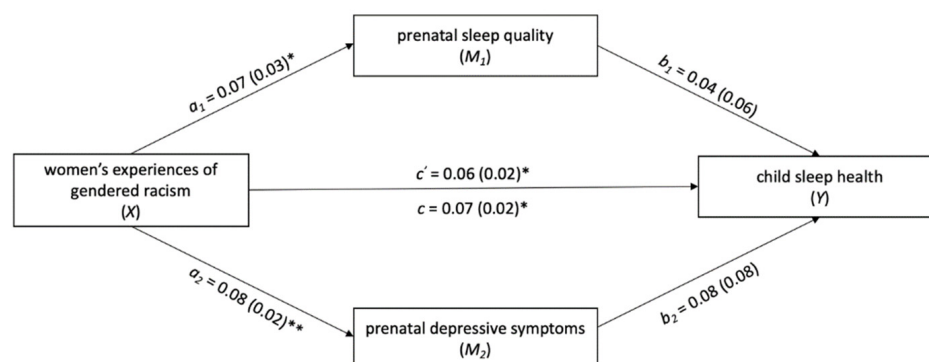 prenatal sleep quality
(M₁)
a₁ = 0.07 (0.03)*
b₁ = 0.04 (0.06)
women's experiences of
gendered racism
(X)
c' = 0.06 (0.02)*
c = 0.07 (0.02)*
child sleep health
(Y)
a₂ = 0.08 (0.02)**
b₂ = 0.08 (0.08)
prenatal depressive symptoms
(M₂)